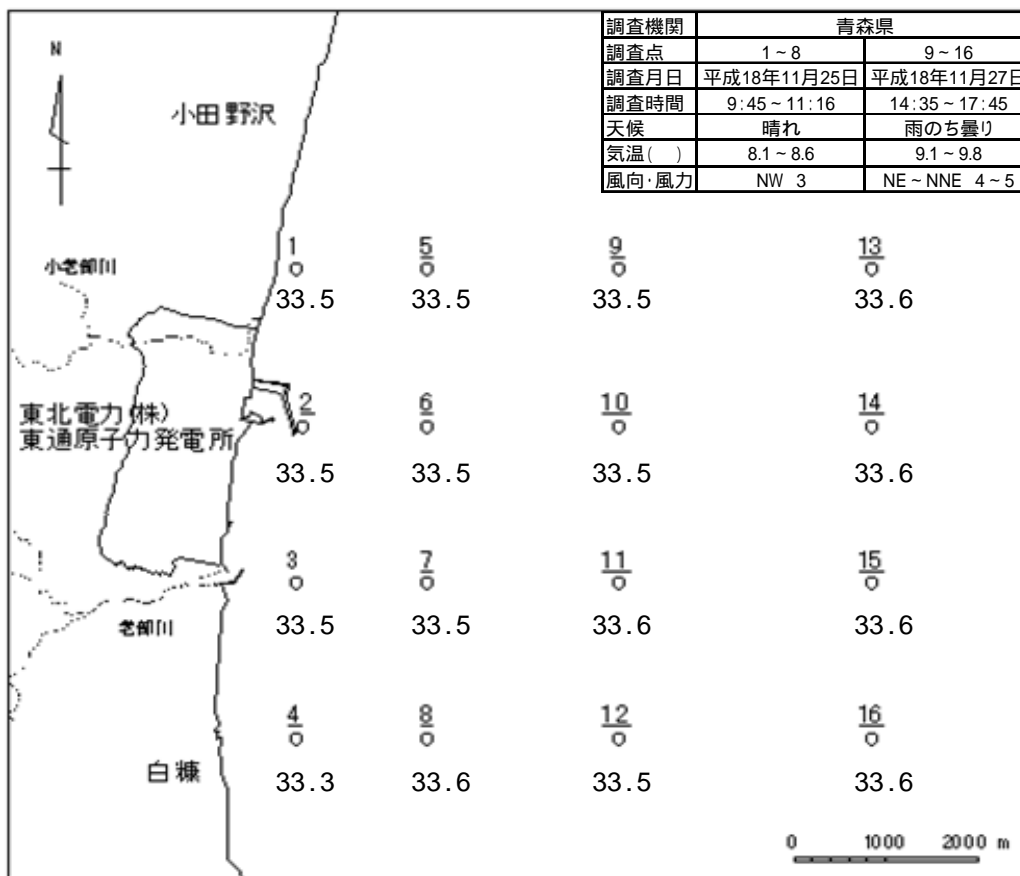 調査機関 青森県
調査点 1~8 9~16
調査月日 平成18年11月25日 平成18年11月27日
調査時間 9:45~11:16 14:35~17:45
天候 晴れ 雨のち曇り
気温( ) 8.1~8.6 9.1~9.8
風向・風力 NW 3 NE~NNE 4~5
N
小田野沢
1 5 9 13
小老部川
33.5 33.5 33.5 33.6
2 6 10 14
東北電力(株)
東通原子力発電所
33.5 33.5 33.5 33.6
3 7 11 15
33.5 33.5 33.6 33.6
老部川
4 8 12 16
白糠
33.3 33.6 33.5 33.6
0 1000 2000 m